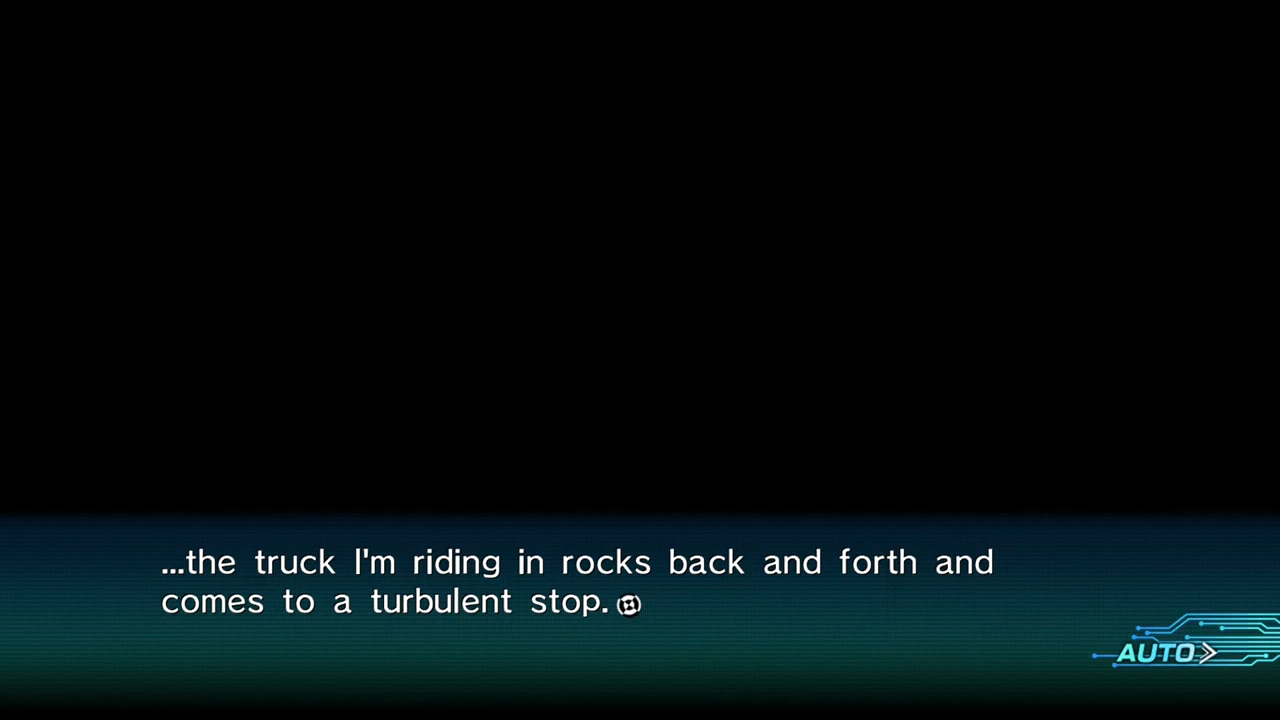 ...the truck I'm riding in rocks back and forth and
comes to a turbulent stop.
AUTO